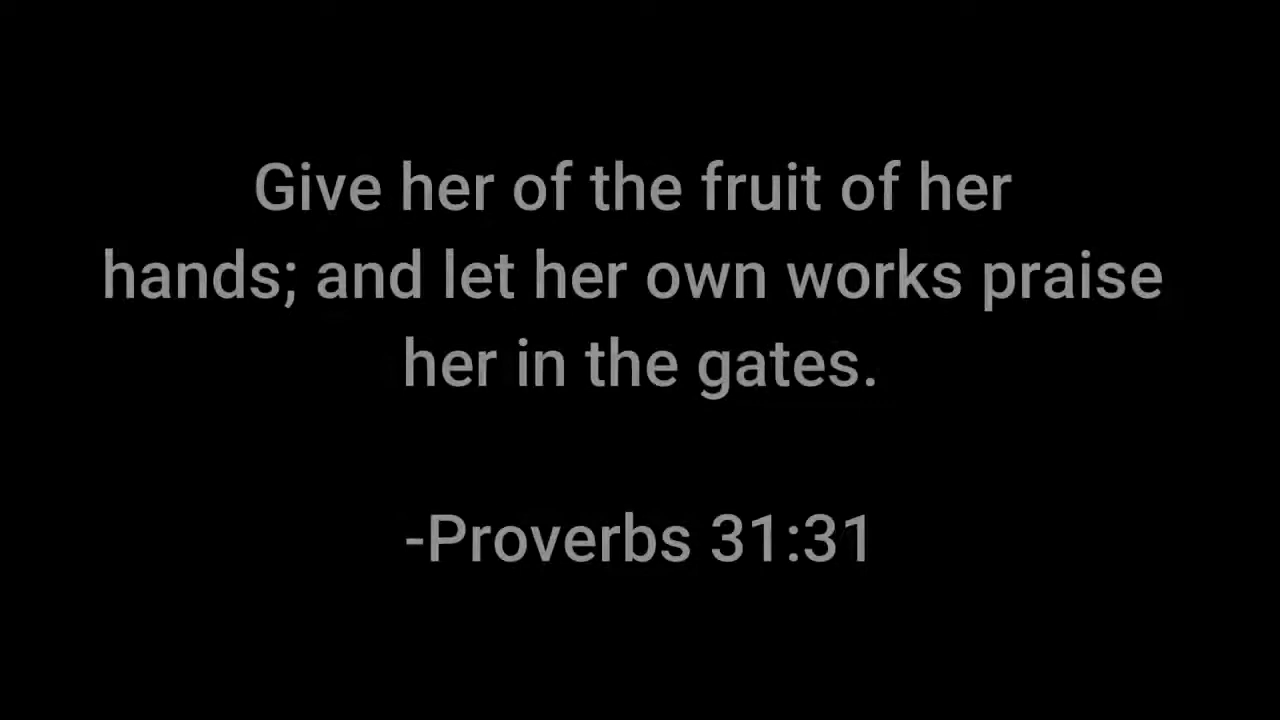 Give her of the fruit of her
hands; and let her own works praise
her in the gates.
-Proverbs 31:31